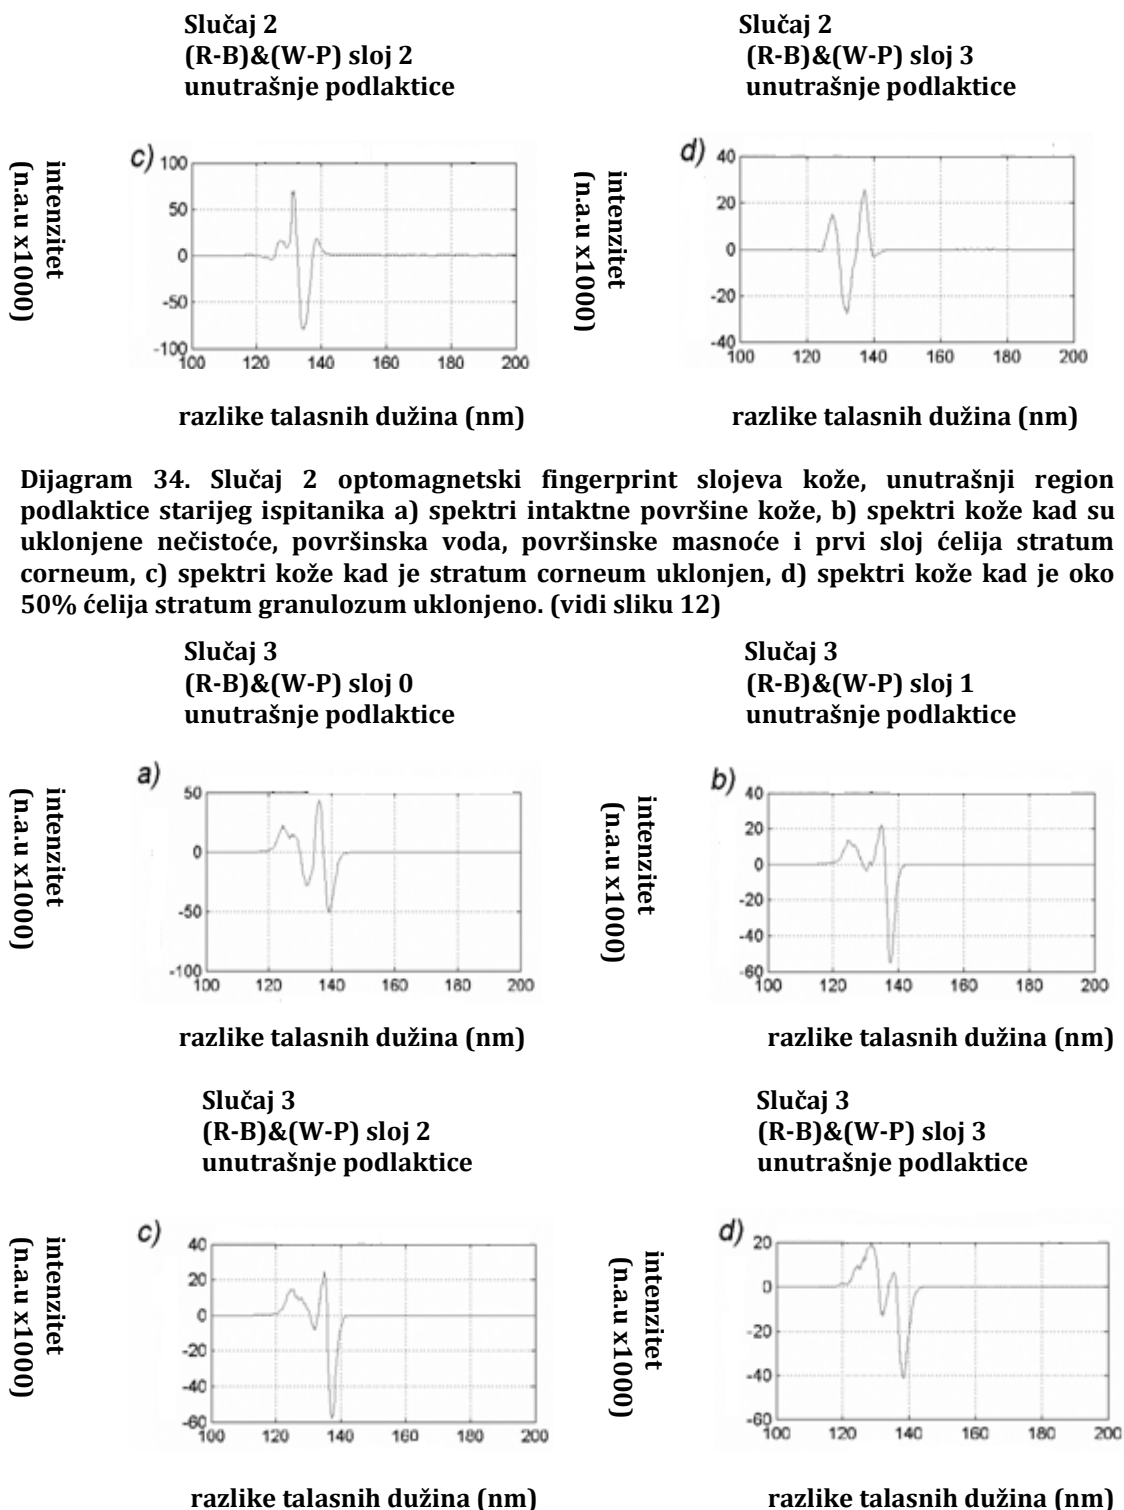 Slučaj 2
(R-B)&(W-P) sloj 2
unutrašnje podlaktice
Slučaj 2
(R-B)&(W-P) sloj 3
unutrašnje podlaktice
intenzitet
(n.a.u x1000)
c)
100
50
0
-50
-100
100 120 140 160 180 200
razlike talasnih dužina (nm)
intenzitet
(n.a.u x1000)
d)
40
20
0
-20
-40
100 120 140 160 180 200
razlike talasnih dužina (nm)
Dijagram 34. Slučaj 2 optomagnetski fingerprint slojeva kože, unutrašnji region
podlaktice starijeg ispitanika a) spektri intaktne površine kože, b) spektri kože kad su
uklonjene nečistoće, površinska voda, površinske masnoće i prvi sloj ćelija stratum
corneum, c) spektri kože kad je stratum corneum uklonjen, d) spektri kože kad je oko
50% ćelija stratum granulozum uklonjeno. (vidi sliku 12)
Slučaj 3
(R-B)&(W-P) sloj 0
unutrašnje podlaktice
Slučaj 3
(R-B)&(W-P) sloj 1
unutrašnje podlaktice
intenzitet
(n.a.u x1000)
a)
50
0
-50
-100
100 120 140 160 180 200
razlike talasnih dužina (nm)
intenzitet
(n.a.u x1000)
b)
40
20
0
-20
-40
-60
100 120 140 160 180 200
razlike talasnih dužina (nm)
Slučaj 3
(R-B)&(W-P) sloj 2
unutrašnje podlaktice
Slučaj 3
(R-B)&(W-P) sloj 3
unutrašnje podlaktice
intenzitet
(n.a.u x1000)
c)
40
20
0
-20
-40
-60
100 120 140 160 180 200
razlike talasnih dužina (nm)
intenzitet
(n.a.u x1000)
d)
20
0
-20
-40
-60
100 120 140 160 180 200
razlike talasnih dužina (nm)